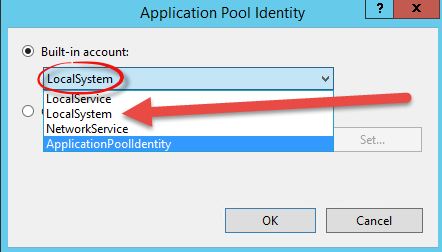 Application Pool Identity
?
x
Built-in account:
LocalSystem
LocalService
LocalSystem
NetworkService
ApplicationPoolIdentity
Set...
OK
Cancel